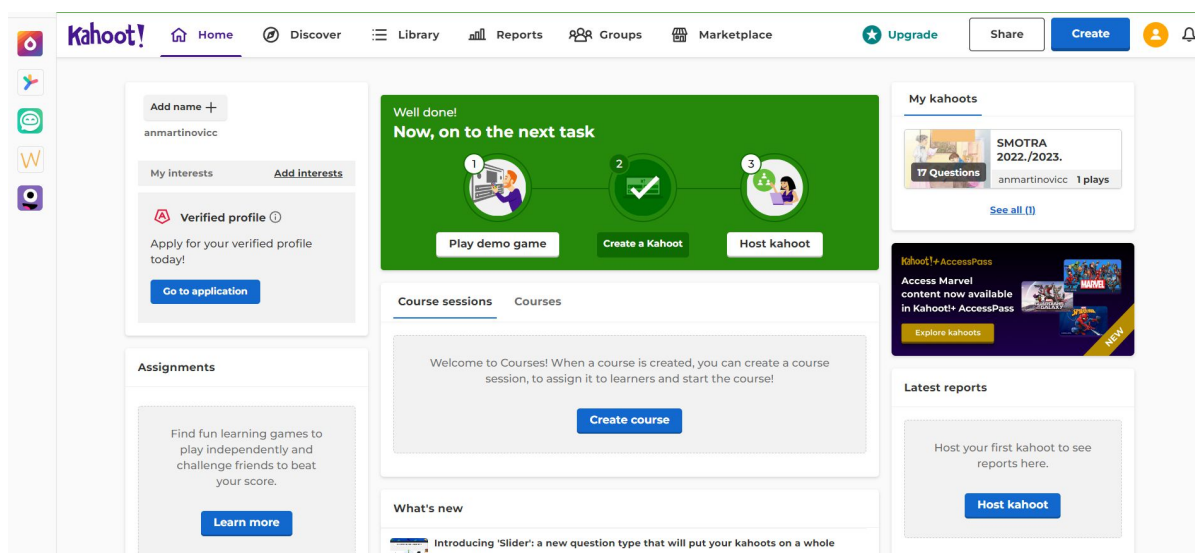 Kahoot!
Home
Discover
Library
Reports
Groups
Marketplace
Upgrade
Share
Create
Add name +
anmartinovicc
My interests
Add interests
Verified profile
Apply for your verified profile
today!
Go to application
Assignments
Find fun learning games to
play independently and
challenge friends to beat
your score.
Learn more
Well done!
Now, on to the next task
1
2
3
Play demo game
Create a Kahoot
Host kahoot
Course sessions
Courses
Welcome to Courses! When a course is created, you can create a course
session, to assign it to learners and start the course!
Create course
What's new
Introducing 'Slider': a new question type that will put your kahoots on a whole
My kahoots
17 Questions
SMOTRA
2022./2023.
anmartinovicc 1 plays
See all (1)
Kahoot!+ AccessPass
Access Marvel
content now available
in Kahoot!+ AccessPass
Explore kahoots
MARVEL
NEW
Latest reports
Host your first kahoot to see
reports here.
Host kahoot